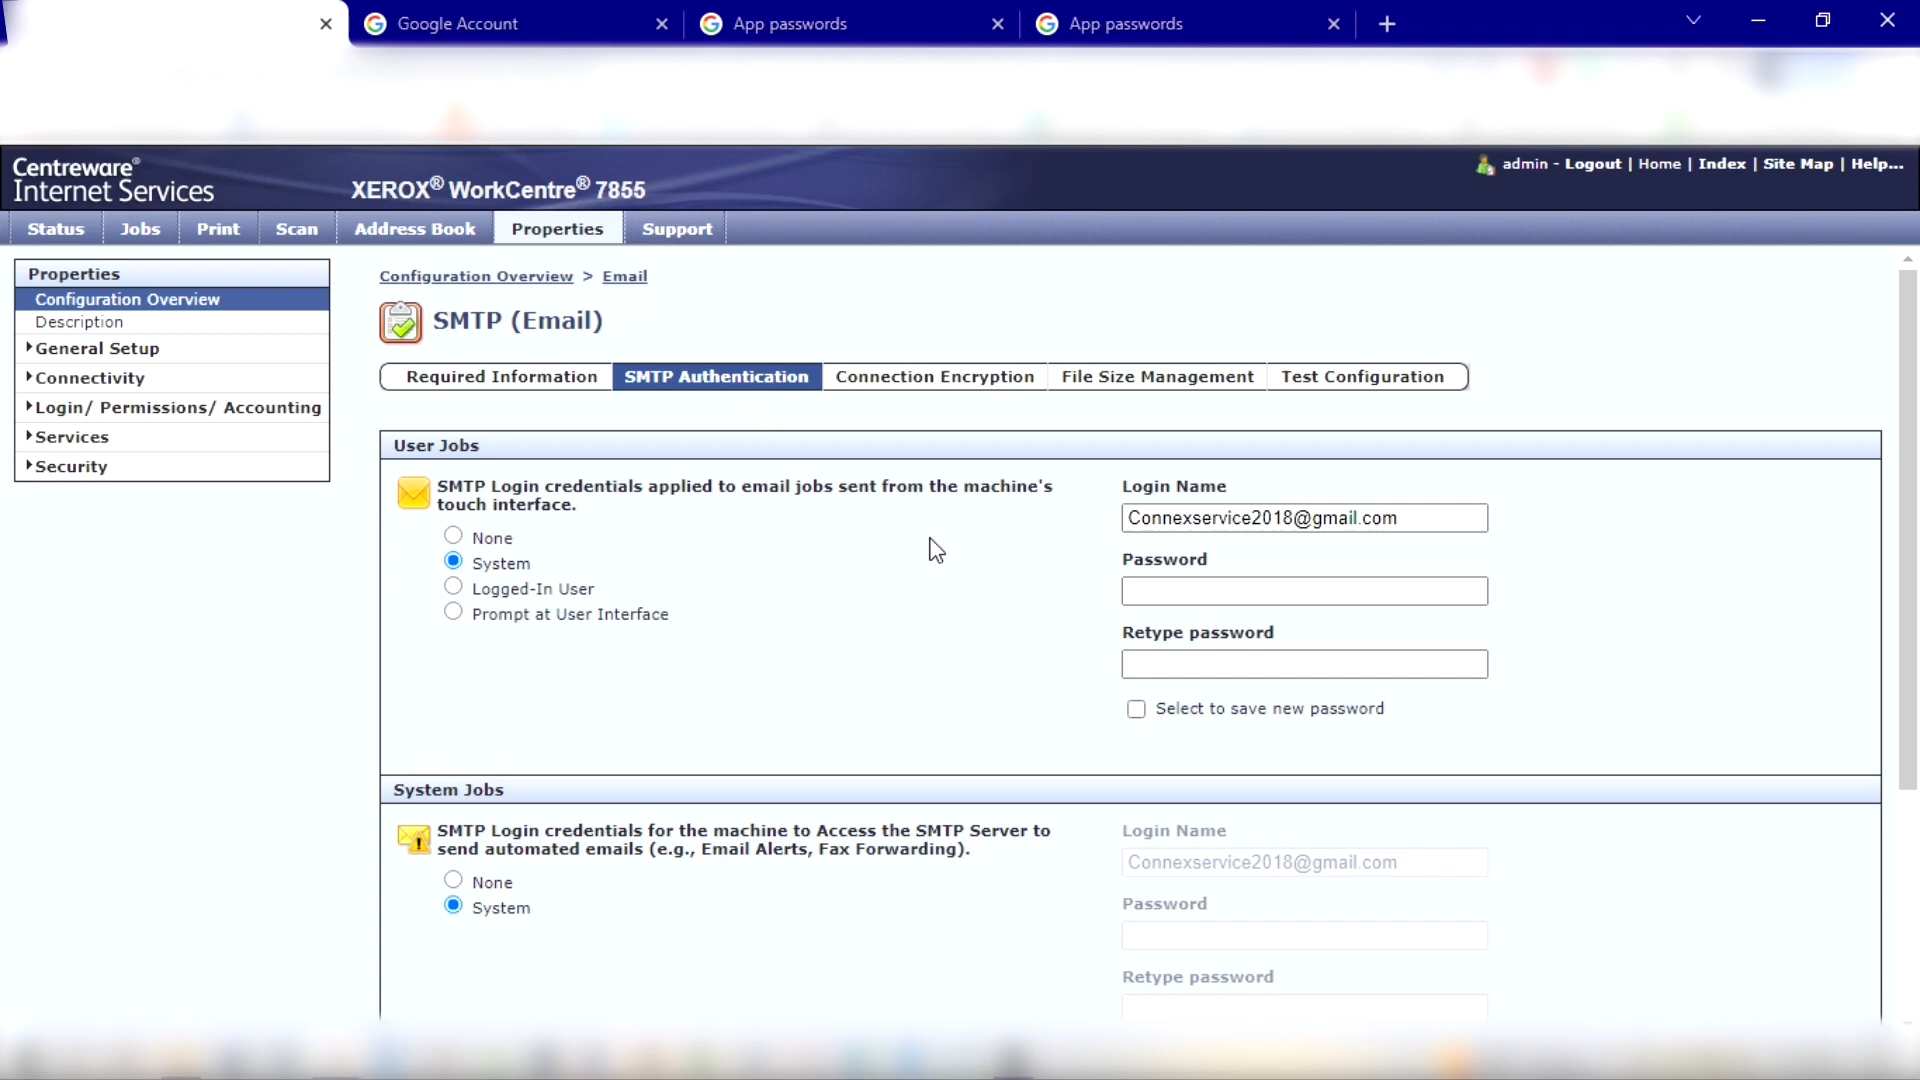 Google Account
App passwords
App passwords
Centreware®
Internet Services
XEROX® WorkCentre® 7855
admin - Logout | Home | Index | Site Map | Help...
Status Jobs Print Scan Address Book Properties Support
Properties
Configuration Overview
Description
General Setup
Connectivity
Login/ Permissions/ Accounting
Services
Security
Configuration Overview > Email
SMTP (Email)
Required Information SMTP Authentication Connection Encryption File Size Management Test Configuration
User Jobs
SMTP Login credentials applied to email jobs sent from the machine's
touch interface.
None
System
Logged-In User
Prompt at User Interface
Login Name
Connexservice2018@gmail.com
Password
Retype password
Select to save new password
System Jobs
SMTP Login credentials for the machine to Access the SMTP Server to
send automated emails (e.g., Email Alerts, Fax Forwarding).
None
System
Login Name
Connexservice2018@gmail.com
Password
Retype password